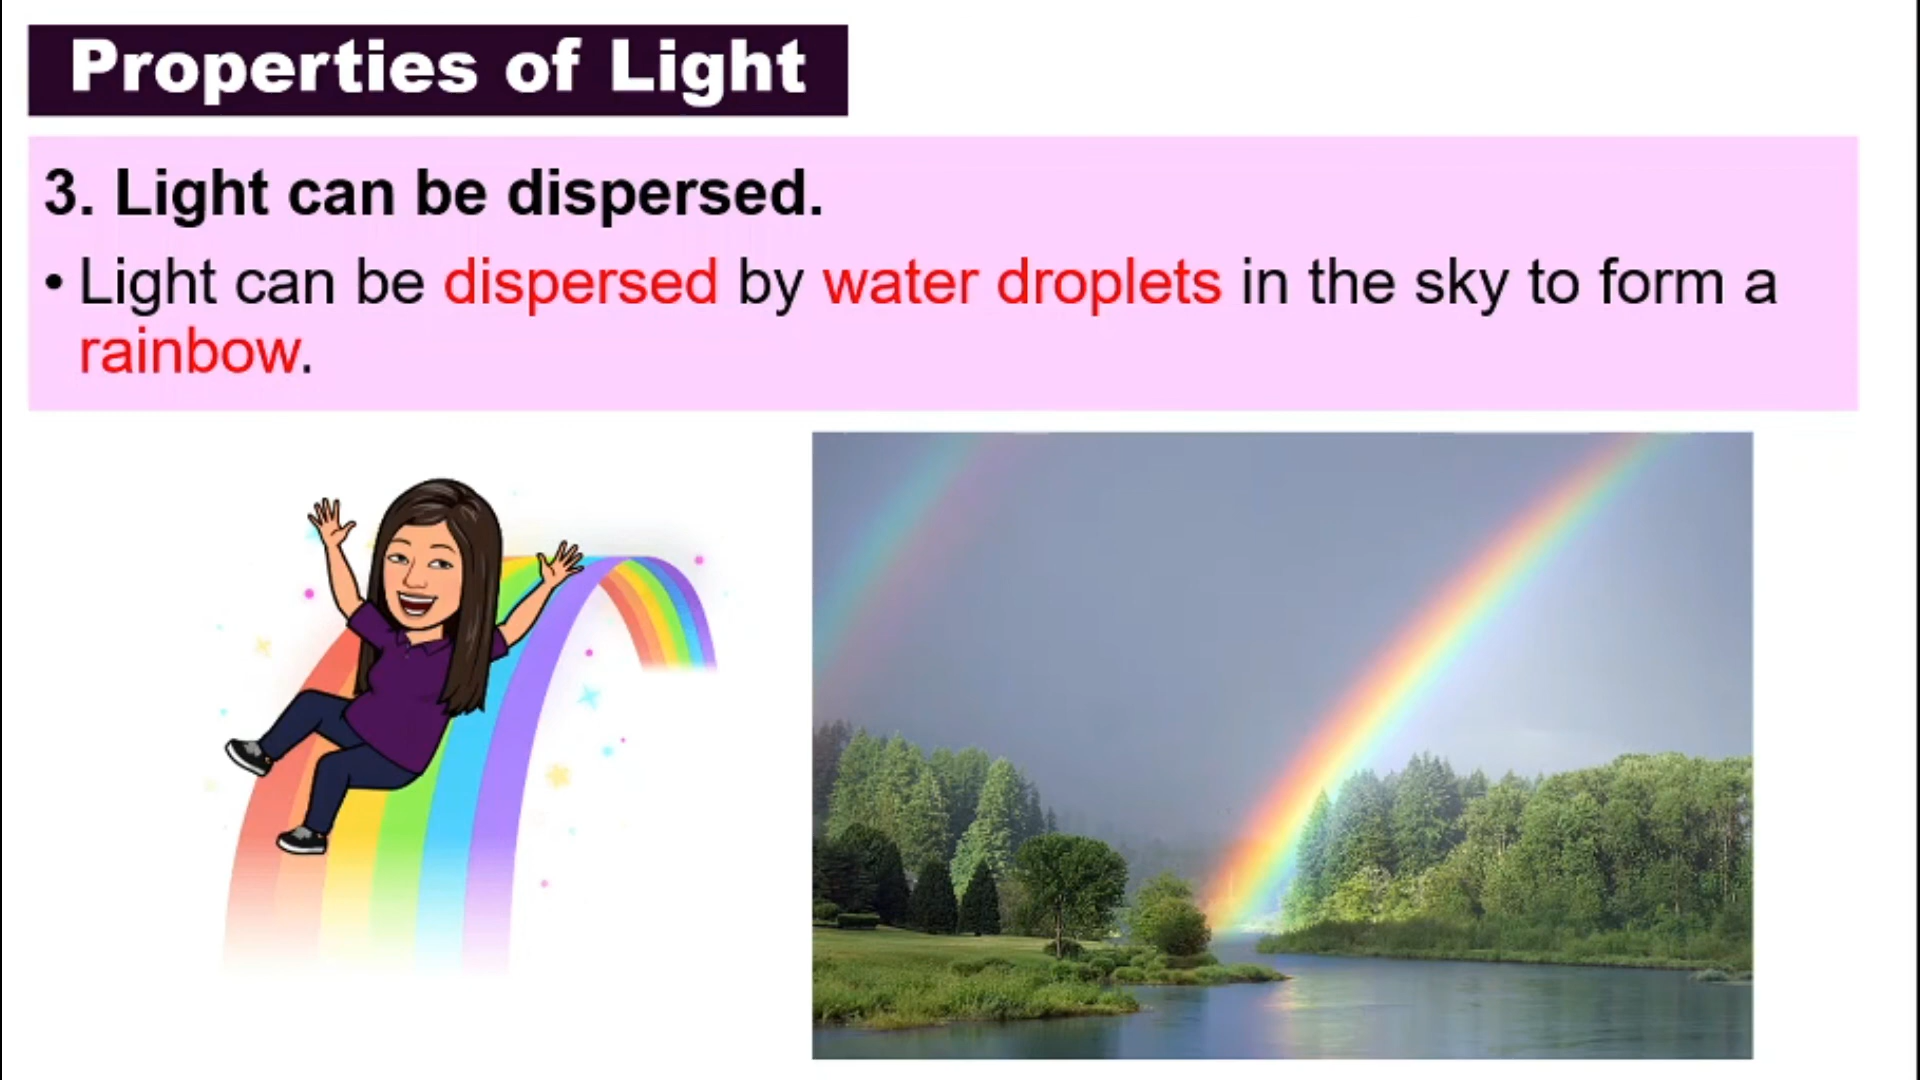 Properties of Light
3. Light can be dispersed.
• Light can be dispersed by water droplets in the sky to form a
rainbow.